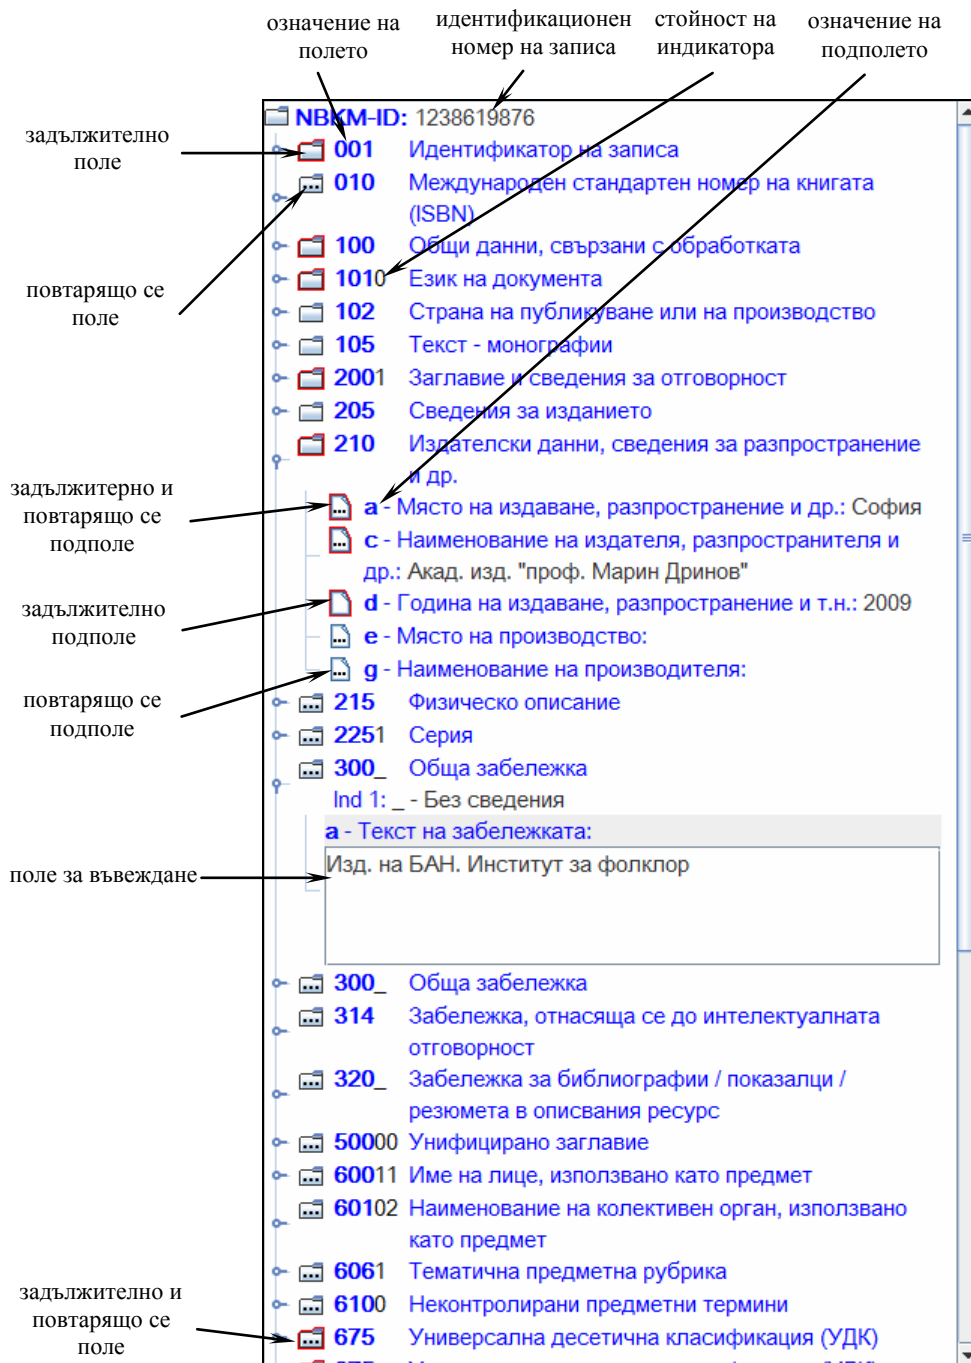 означение на
полето
идентификационен
номер на записа
стойност на
индикатора
означение на
подполето
NBKM-ID: 1238619876
задължително
поле
001 Идентификатор на записа
010 Международен стандартен номер на книгата
(ISBN)
100 Общи данни, свързани с обработката
1010 Език на документа
повтарящо се
поле
102 Страна на публикуване или на производство
105 Текст - монографии
2001 Заглавие и сведения за отговорност
205 Сведения за изданието
210 Издателски данни, сведения за разпространение
и др.
задължитерно и
повтарящо се
подполе
a - Място на издаване, разпространение и др.: София
c - Наименование на издателя, разпространителя и
др.: Акад. изд. "проф. Марин Дринов"
задължително
подполе
d - Година на издаване, разпространение и т.н.: 2009
e - Място на производство:
g - Наименование на производителя:
повтарящо се
подполе
215 Физическо описание
2251 Серия
300_ Обща забележка
Ind 1: _ - Без сведения
a - Текст на забележката:
поле за въвеждане
Изд. на БАН. Институт за фолклор
300_ Обща забележка
314 Забележка, отнасяща се до интелектуалната
отговорност
320_ Забележка за библиографии / показалци /
резюмета в описвания ресурс
50000 Унифицирано заглавие
60011 Име на лице, използвано като предмет
60102 Наименование на колективен орган, използвано
като предмет
6061 Тематична предметна рубрика
6100 Неконтролирани предметни термини
задължително и
повтарящо се
поле
675 Универсална десетична класификация (УДК)